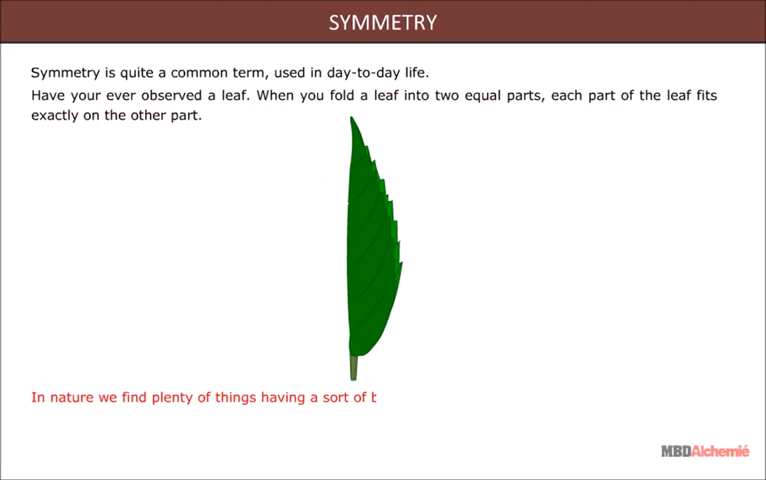 SYMMETRY
Symmetry is quite a common term, used in day-to-day life.
Have your ever observed a leaf. When you fold a leaf into two equal parts, each part of the leaf fits
exactly on the other part.
In nature we find plenty of things having a sort of
MBDAlchemié